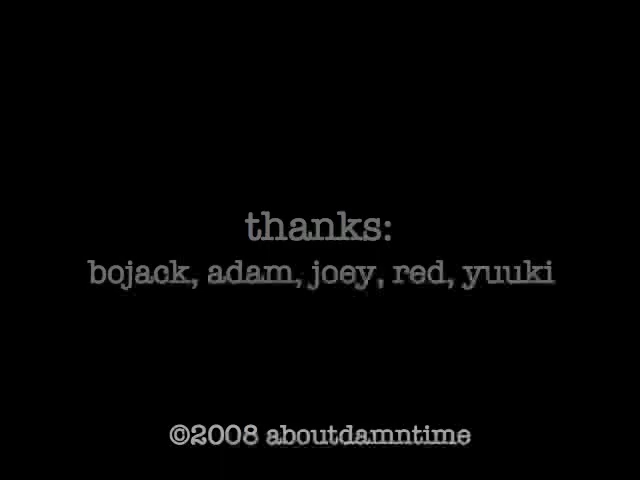 thanks:
bojack, adam, joey, red, yuuki
©2008 aboutdamntime